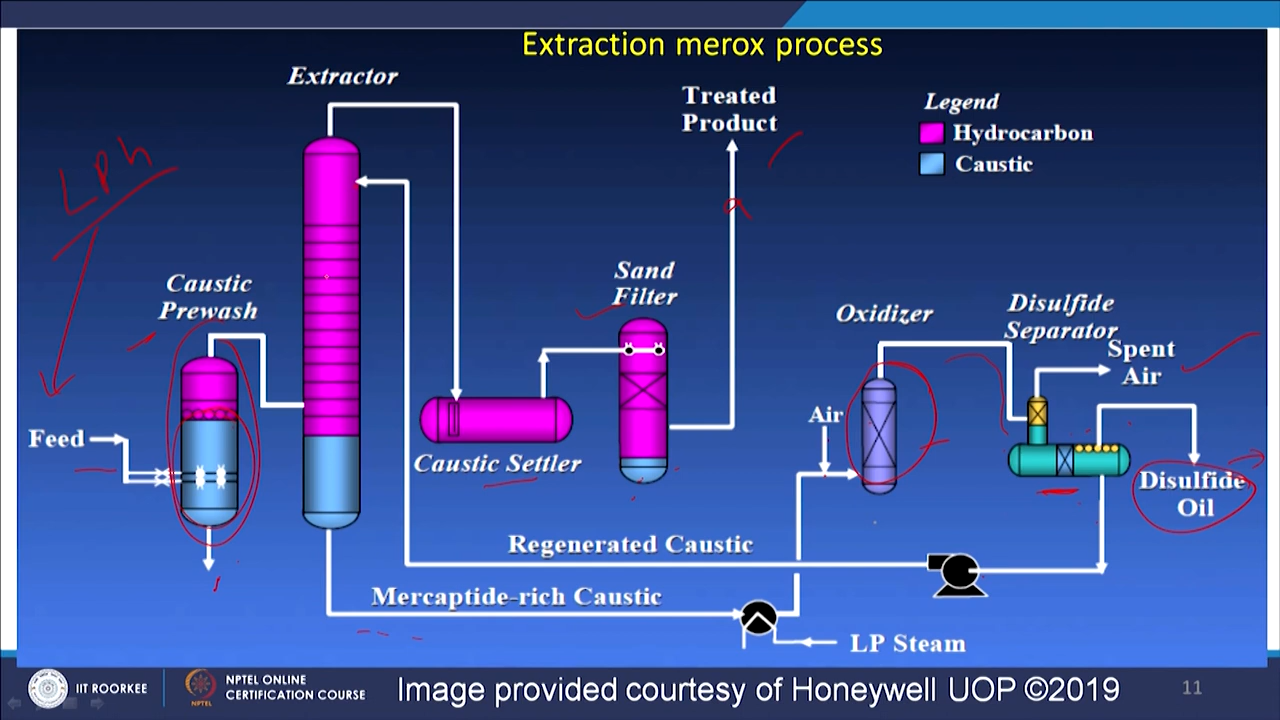 Extraction merox process
Extractor
Treated
Product
Legend
Hydrocarbon
Caustic
LPh
Caustic
Prewash
Sand
Filter
Oxidizer
Disulfide
Separator
Spent
Air
Feed
Air
Caustic Settler
Disulfide
Oil
Regenerated Caustic
Mercaptide-rich Caustic
LP Steam
IIT ROORKEE
NPTEL
NPTEL ONLINE
CERTIFICATION COURSE
Image provided courtesy of Honeywell UOP ©2019
11